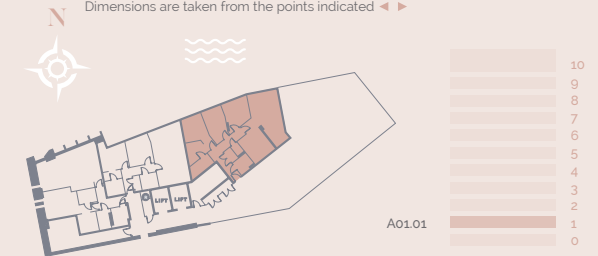 Dimensions are taken from the points indicated ◄ ►
N
10
9
8
7
6
5
4
3
2
A01.01 1
0
LIFT LIFT